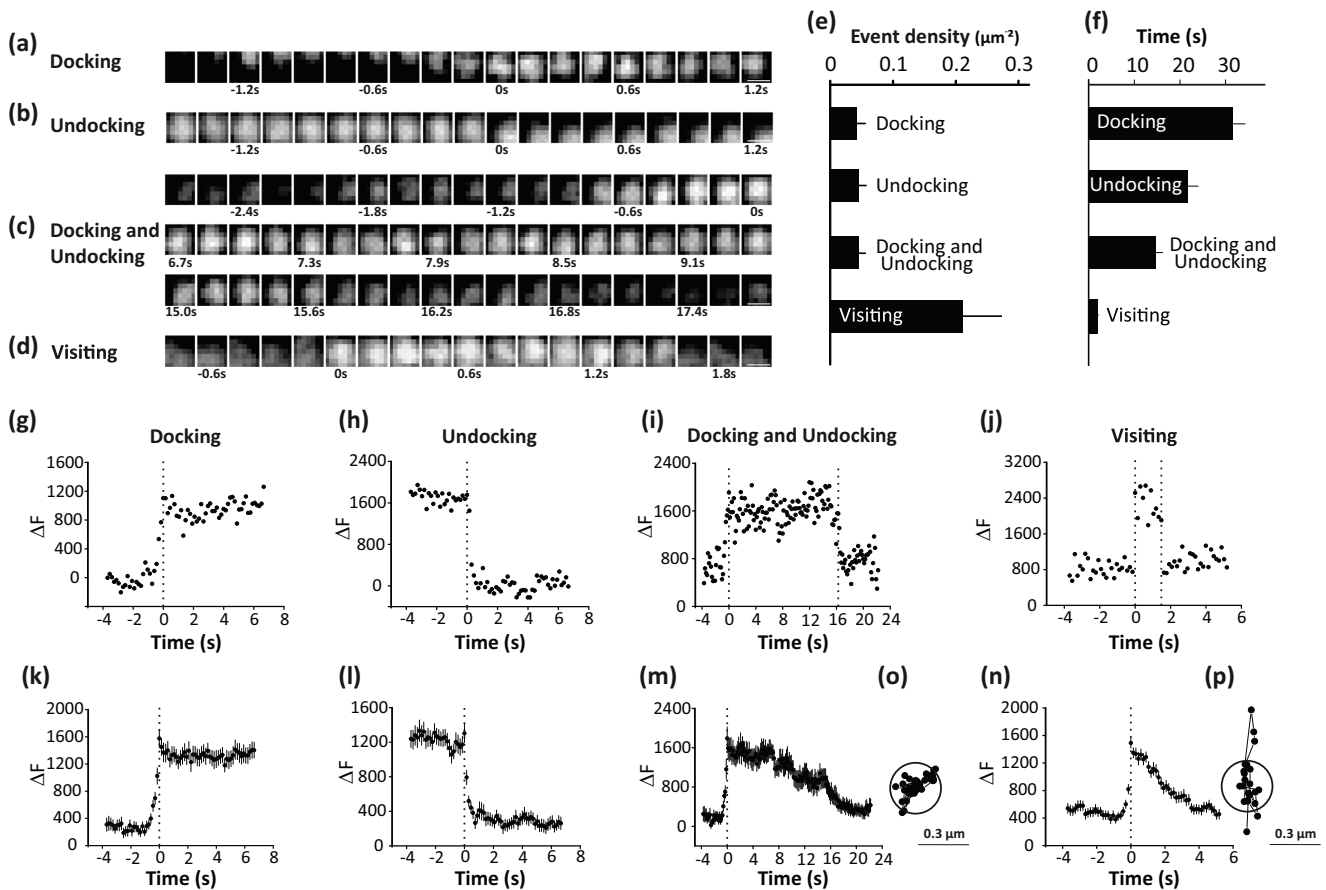 (a)
Docking
-1.2s -0.6s 0s 0.6s 1.2s
(b)
Undocking
-1.2s -0.6s 0s 0.6s 1.2s
-2.4s -1.8s -1.2s -0.6s 0s
(c)
Docking and
Undocking
6.7s 7.3s 7.9s 8.5s 9.1s
15.0s 15.6s 16.2s 16.8s 17.4s
(d)
Visiting
-0.6s 0s 0.6s 1.2s 1.8s
(e)
Event density (μm⁻²)
0 0.1 0.2 0.3
Docking
Undocking
Docking and
Undocking
Visiting
(f)
Time (s)
0 10 20 30
Docking
Undocking
Docking and
Undocking
Visiting
(g)
Docking
1600
1200
800
400
0
ΔF
-4 -2 0 2 4 6 8
Time (s)
(h)
Undocking
2400
1600
800
0
ΔF
-4 -2 0 2 4 6 8
Time (s)
(i)
Docking and Undocking
2400
1600
800
0
ΔF
-4 0 4 8 12 16 20 24
Time (s)
(j)
Visiting
3200
2400
1600
800
0
ΔF
-4 -2 0 2 4 6
Time (s)
(k)
2000
1600
1200
800
400
0
ΔF
-4 -2 0 2 4 6 8
Time (s)
(l)
1600
1200
800
400
0
ΔF
-4 -2 0 2 4 6 8
Time (s)
(m)
2400
1600
800
0
ΔF
-4 0 4 8 12 16 20 24
Time (s)
(o)
0.3 μm
(n)
2000
1600
1200
800
400
0
ΔF
-4 -2 0 2 4 6
Time (s)
(p)
0.3 μm